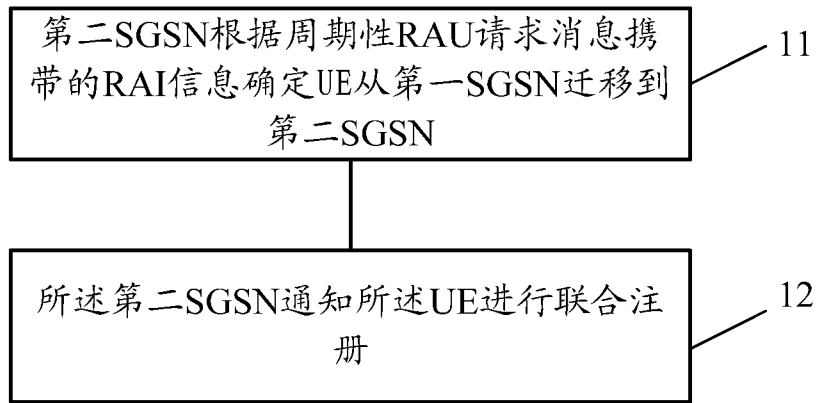 第二SGSN根据周期性RAU请求消息携
带的RAI信息确定UE从第一SGSN迁移到
第二SGSN
11
所述第二SGSN通知所述UE进行联合注
册
12